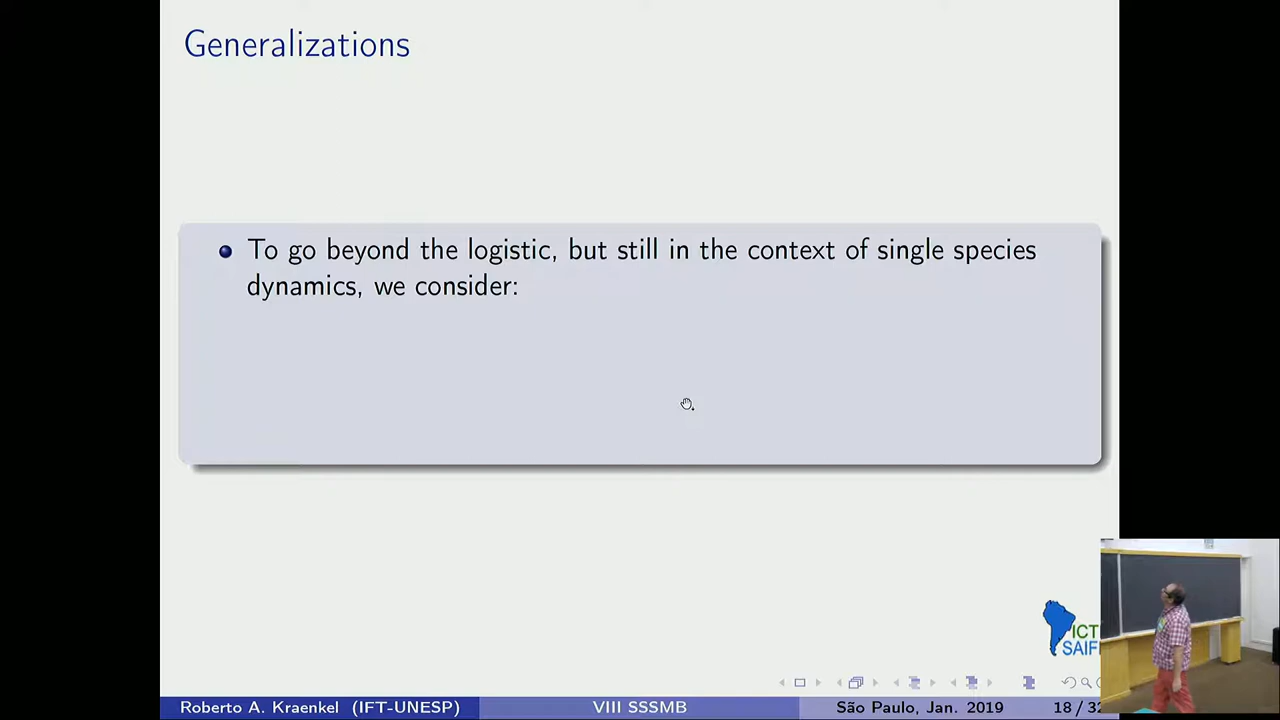 Generalizations
To go beyond the logistic, but still in the context of single species
dynamics, we consider:
ICT
SAIF
Roberto A. Kraenkel (IFT-UNESP) VIII SSSMB São Paulo, Jan. 2019 18 / 32